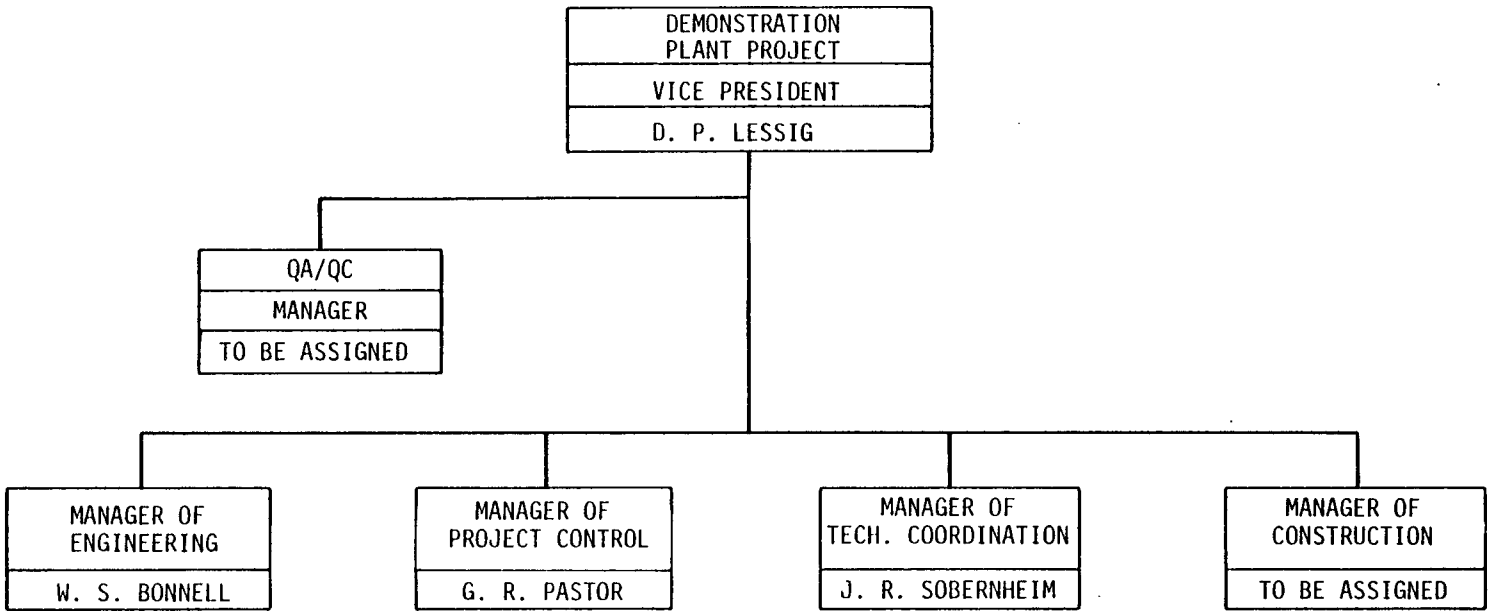 DEMONSTRATION
PLANT PROJECT
VICE PRESIDENT
D. P. LESSIG
QA/QC
MANAGER
TO BE ASSIGNED
MANAGER OF
ENGINEERING
W. S. BONNELL
MANAGER OF
PROJECT CONTROL
G. R. PASTOR
MANAGER OF
TECH. COORDINATION
J. R. SOBERNHEIM
MANAGER OF
CONSTRUCTION
TO BE ASSIGNED